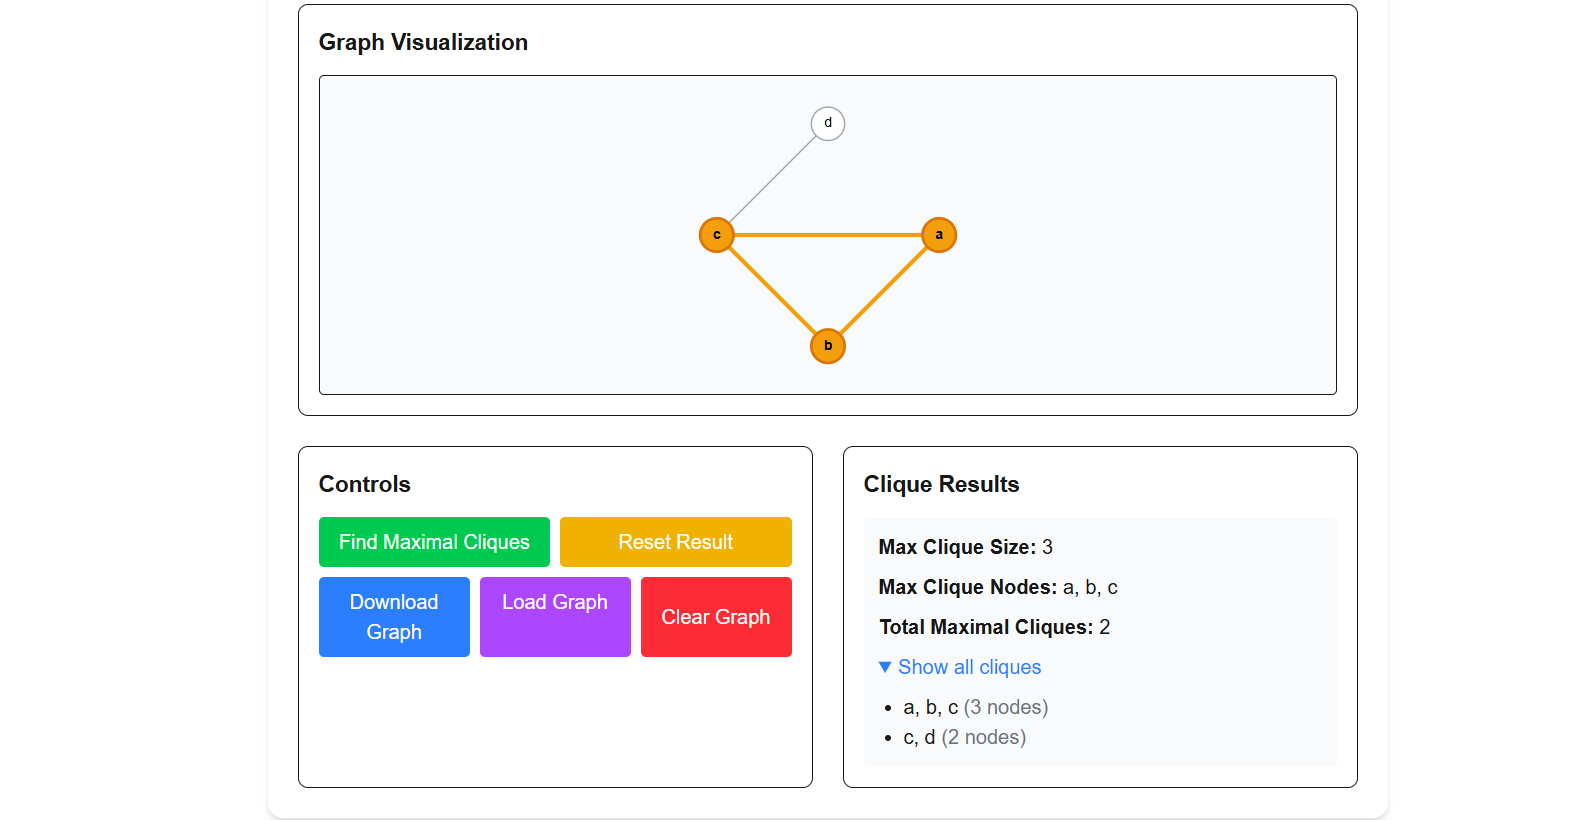 Graph Visualization
d
c
a
b
Controls
Find Maximal Cliques
Reset Result
Download
Graph
Load Graph
Clear Graph
Clique Results
Max Clique Size: 3
Max Clique Nodes: a, b, c
Total Maximal Cliques: 2
▼ Show all cliques
• a, b, c (3 nodes)
• c, d (2 nodes)